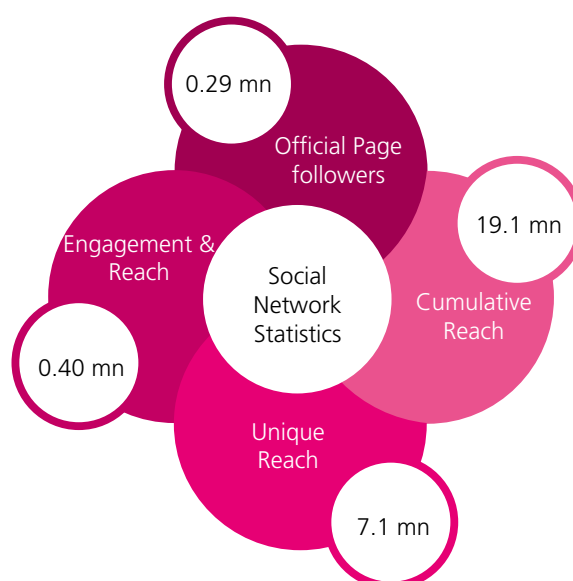 0.29 mn
Official Page
followers
19.1 mn
Cumulative
Reach
Engagement &
Reach
0.40 mn
Social
Network
Statistics
Unique
Reach
7.1 mn